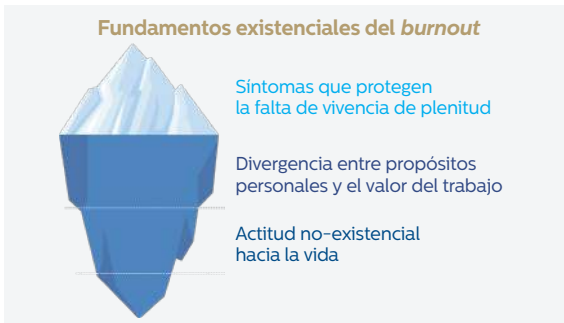 Fundamentos existenciales del burnout
Síntomas que protegen
la falta de vivencia de plenitud
Divergencia entre propósitos
personales y el valor del trabajo
Actitud no-existencial
hacia la vida